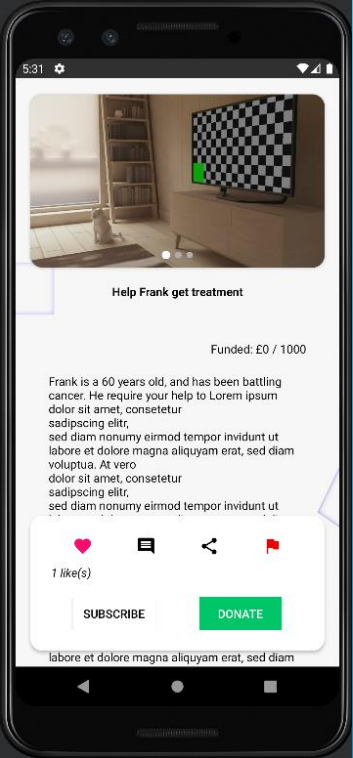 5:31
Help Frank get treatment
Funded: £0 / 1000
Frank is a 60 years old, and has been battling
cancer. He require your help to Lorem ipsum
dolor sit amet, consetetur
sadipscing elitr,
sed diam nonumy eirmod tempor invidunt ut
labore et dolore magna aliquyam erat, sed diam
voluptua. At vero
dolor sit amet, consetetur
sadipscing elitr,
sed diam nonumy eirmod tempor invidunt ut
1 like(s)
SUBSCRIBE
DONATE
labore et dolore magna aliquyam erat, sed diam